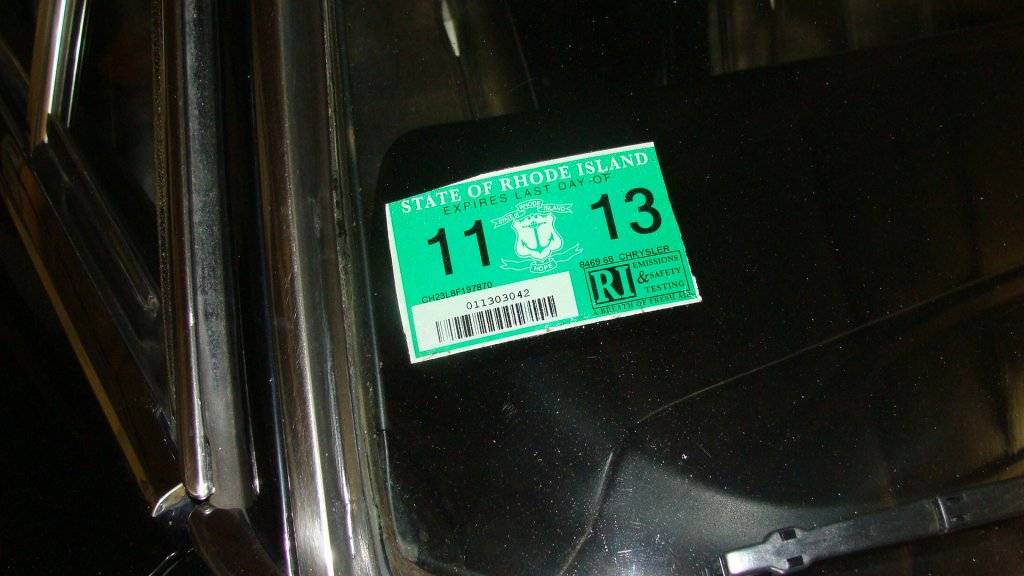 STATE OF RHODE ISLAND
EXPIRES LAST DAY OF
11 13
STATE OF RHODE ISLAND
HOPE
8469 68 CHRYSLER
CH23L8F197870
011303042
RI EMISSIONS
& SAFETY
TESTING
A BREATH OF FRESH AIR